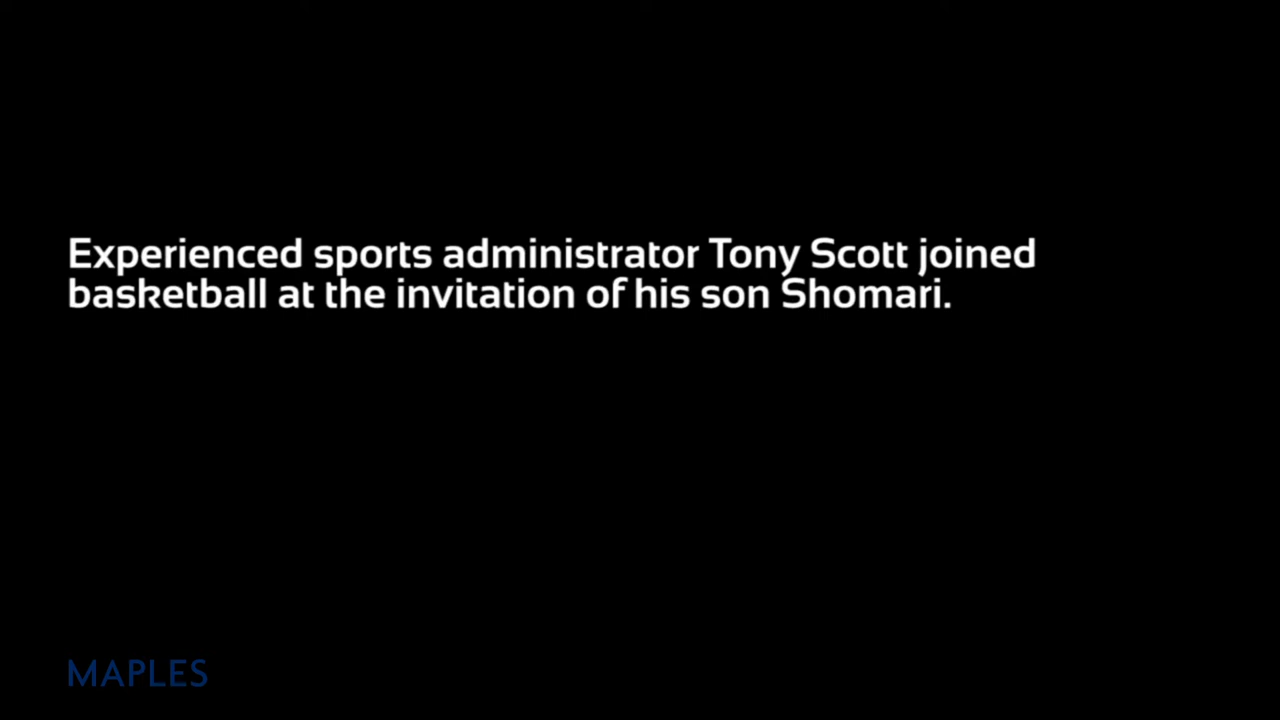 Experienced sports administrator Tony Scott joined
basketball at the invitation of his son Shomari.
MAPLES